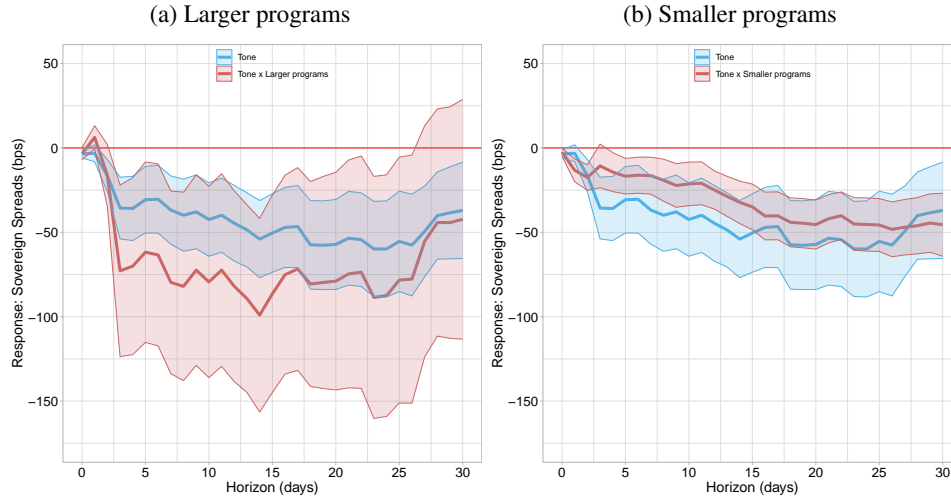 (a) Larger programs
Tone
Tone x Larger programs
Response: Sovereign Spreads (bps)
50
0
−50
−100
−150
0 5 10 15 20 25 30
Horizon (days)
(b) Smaller programs
Tone
Tone x Smaller programs
Response: Sovereign Spreads (bps)
50
0
−50
−100
−150
0 5 10 15 20 25 30
Horizon (days)